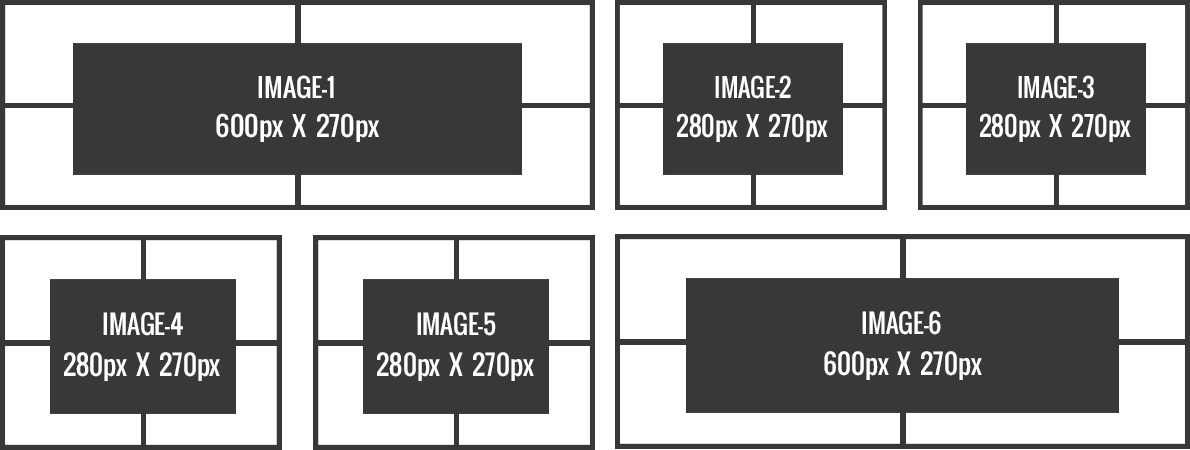 IMAGE-1
600px X 270px
IMAGE-2
280px X 270px
IMAGE-3
280px X 270px
IMAGE-4
280px X 270px
IMAGE-5
280px X 270px
IMAGE-6
600px X 270px